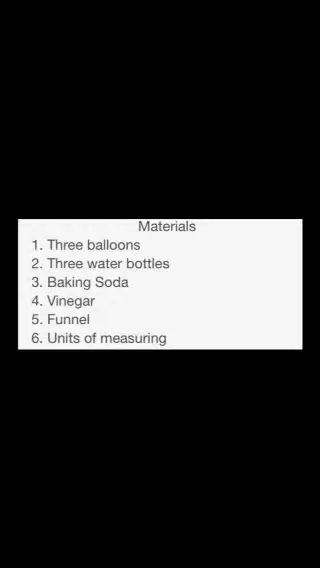 Materials
1. Three balloons
2. Three water bottles
3. Baking Soda
4. Vinegar
5. Funnel
6. Units of measuring